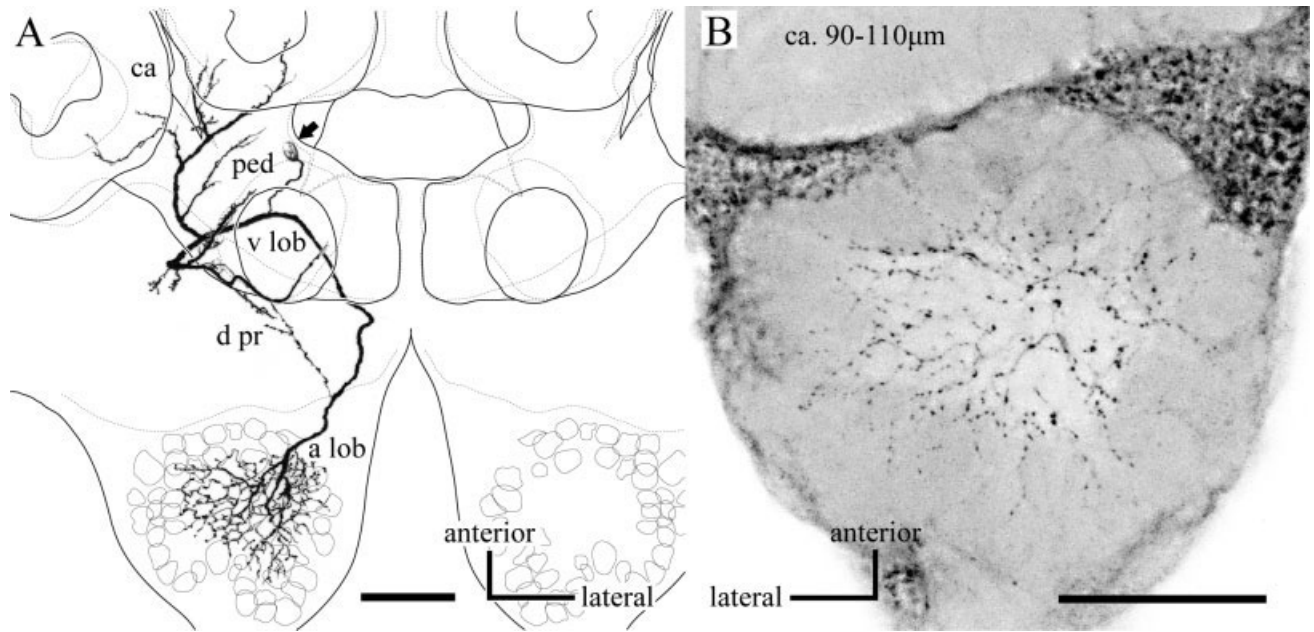 A
ca
ped
v lob
d pr
a lob
anterior
lateral
B
ca. 90-110μm
anterior
lateral